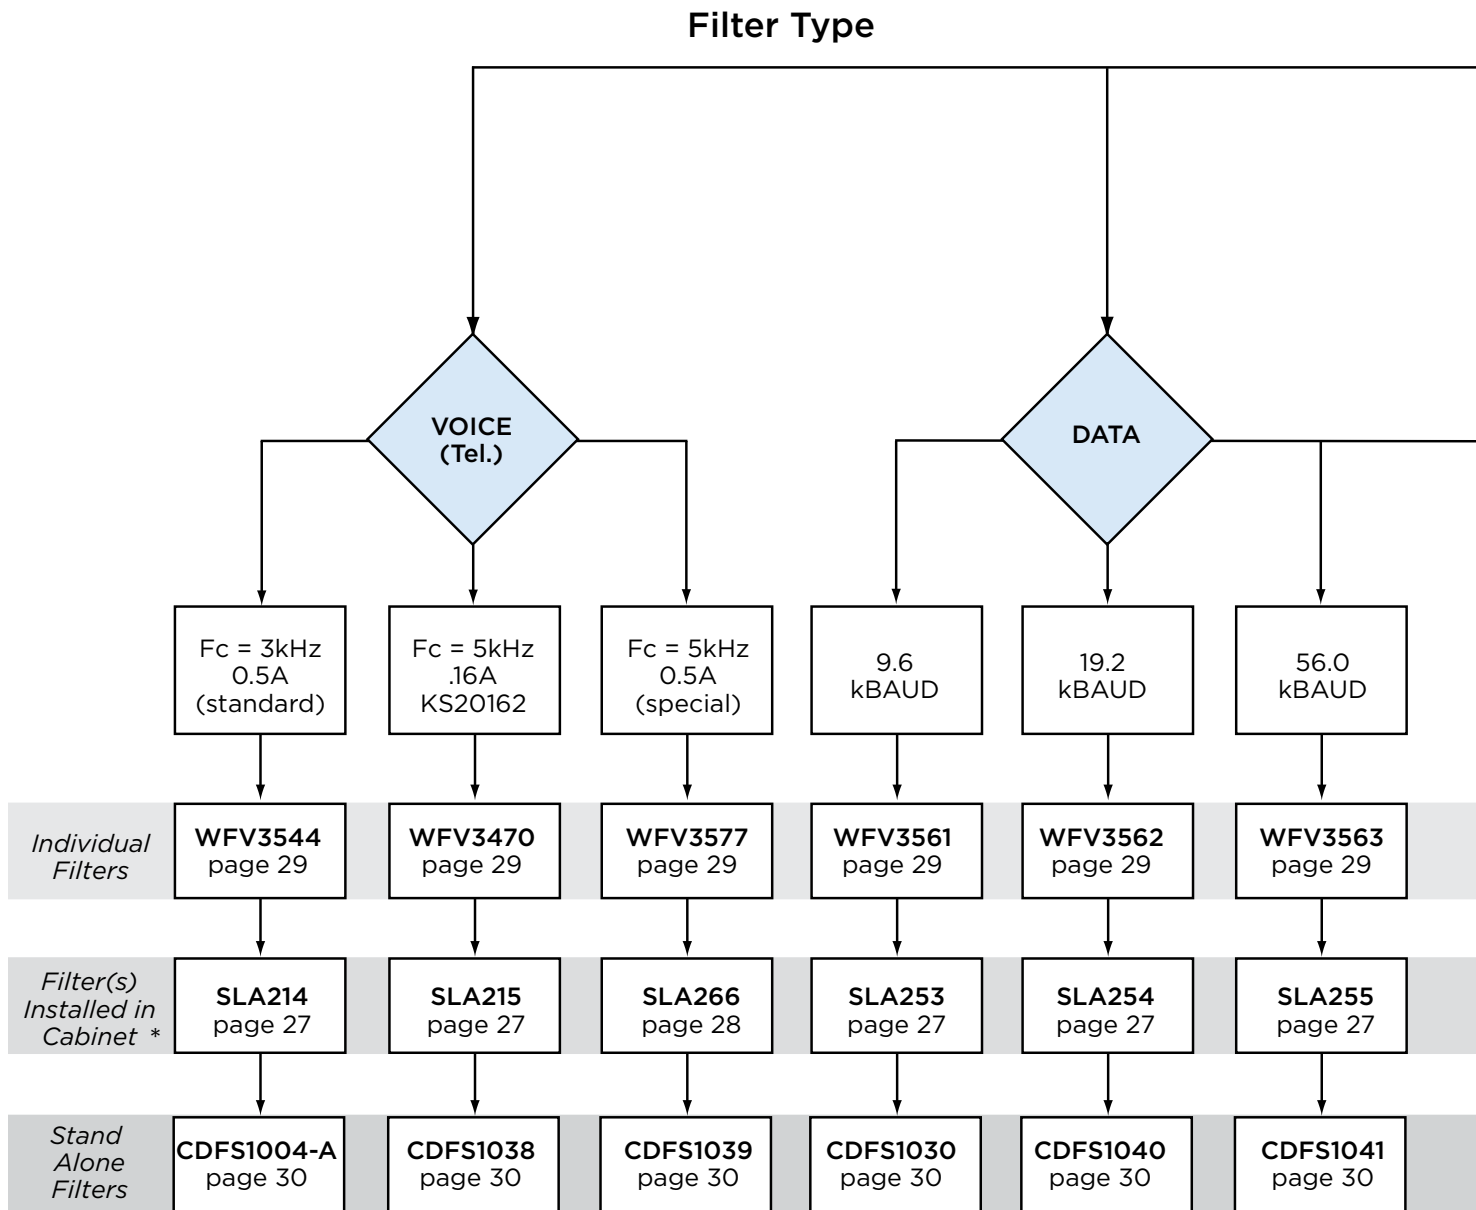 Filter Type
VOICE
(Tel.)
DATA
Fc = 3kHz
0.5A
(standard)
Fc = 5kHz
.16A
KS20162
Fc = 5kHz
0.5A
(special)
9.6
kBAUD
19.2
kBAUD
56.0
kBAUD
Individual
Filters
WFV3544
page 29
WFV3470
page 29
WFV3577
page 29
WFV3561
page 29
WFV3562
page 29
WFV3563
page 29
Filter(s)
Installed in
Cabinet *
SLA214
page 27
SLA215
page 27
SLA266
page 28
SLA253
page 27
SLA254
page 27
SLA255
page 27
Stand
Alone
Filters
CDFS1004-A
page 30
CDFS1038
page 30
CDFS1039
page 30
CDFS1030
page 30
CDFS1040
page 30
CDFS1041
page 30